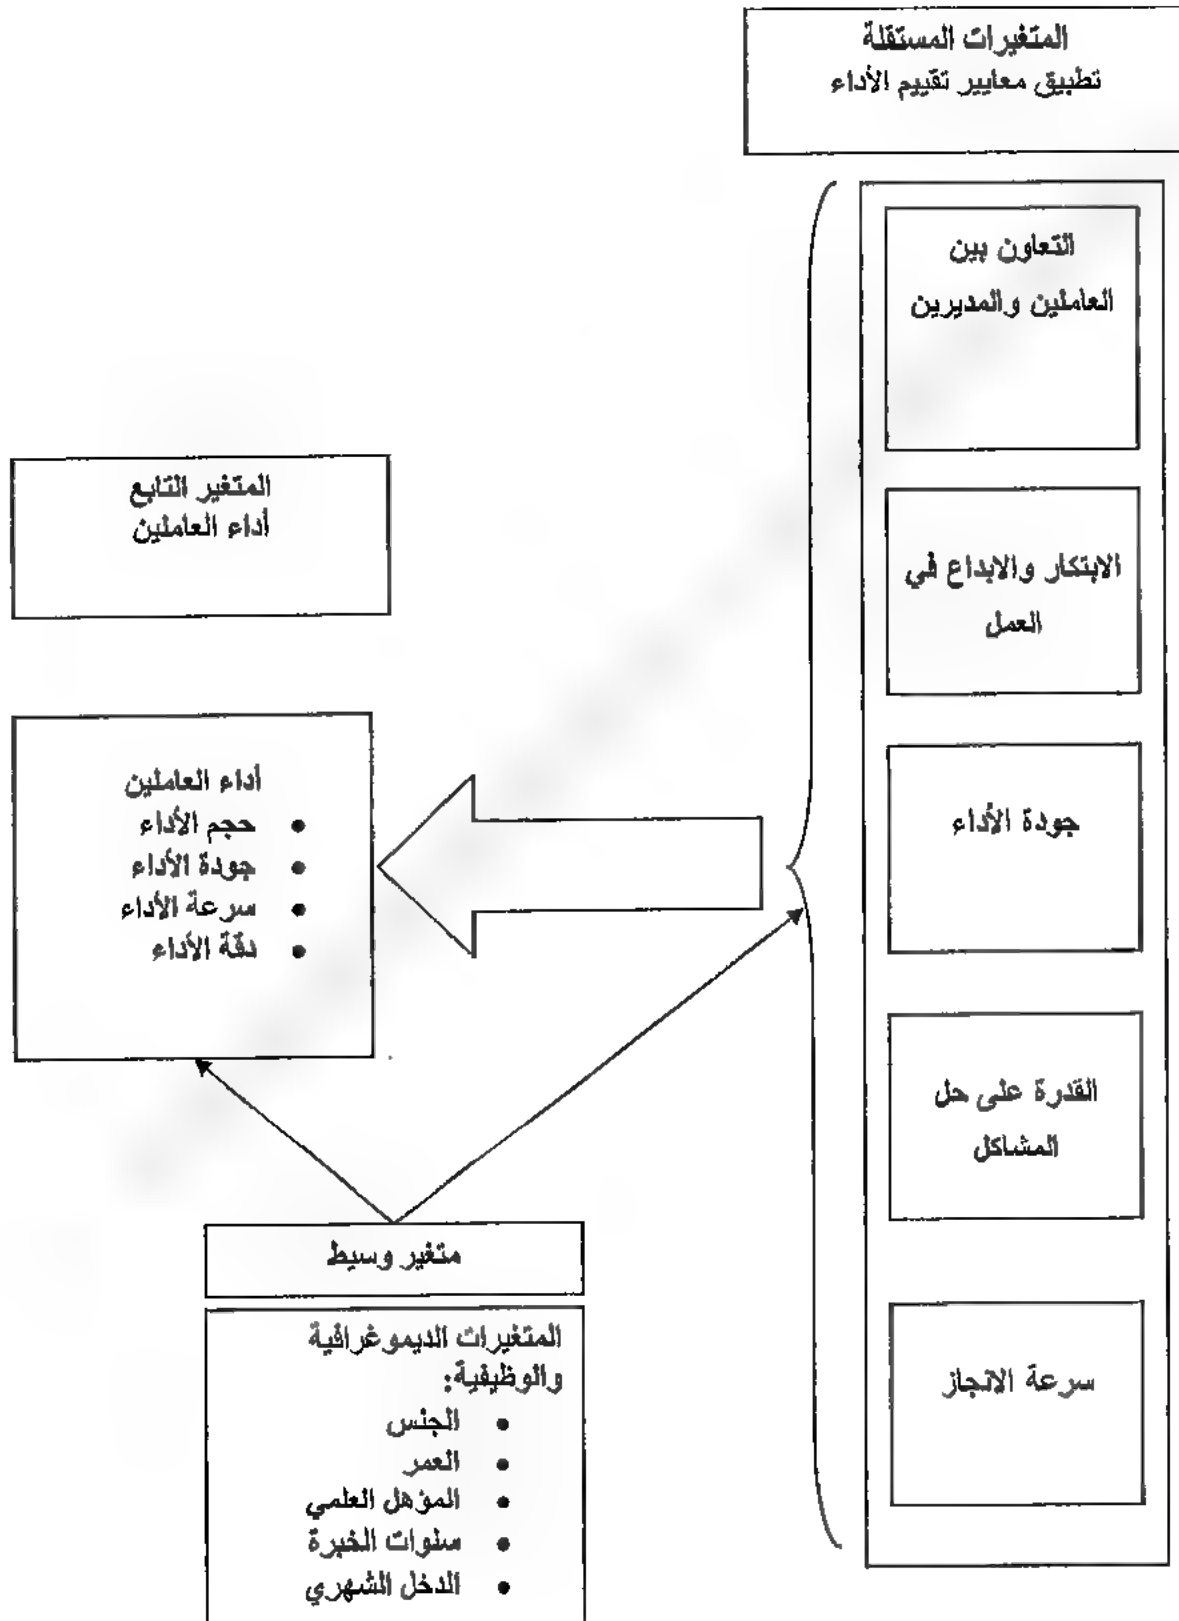 المتغيرات المستقلة
تطبيق معايير تقييم الأداء
التعاون بين
العاملين والمديرين
الابتكار والابداع في
العمل
جودة الأداء
القدرة على حل
المشاكل
سرعة الانجاز
المتغير التابع
أداء العاملين
أداء العاملين
• حجم الأداء
• جودة الأداء
• سرعة الأداء
• دقة الأداء
متغير وسيط
المتغيرات الديموغرافية
والوظيفية:
• الجنس
• العمر
• المؤهل العلمي
• سنوات الخبرة
• الدخل الشهري